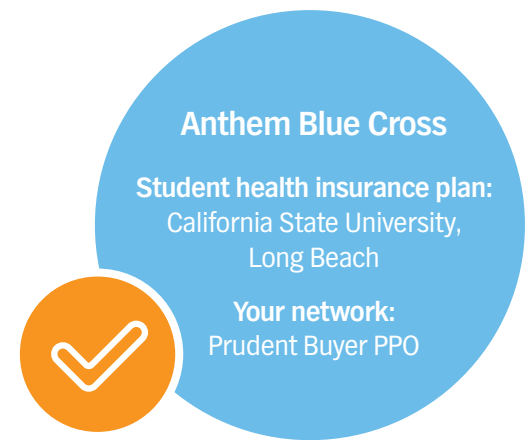 Anthem Blue Cross
Student health insurance plan:
California State University,
Long Beach
Your network:
Prudent Buyer PPO